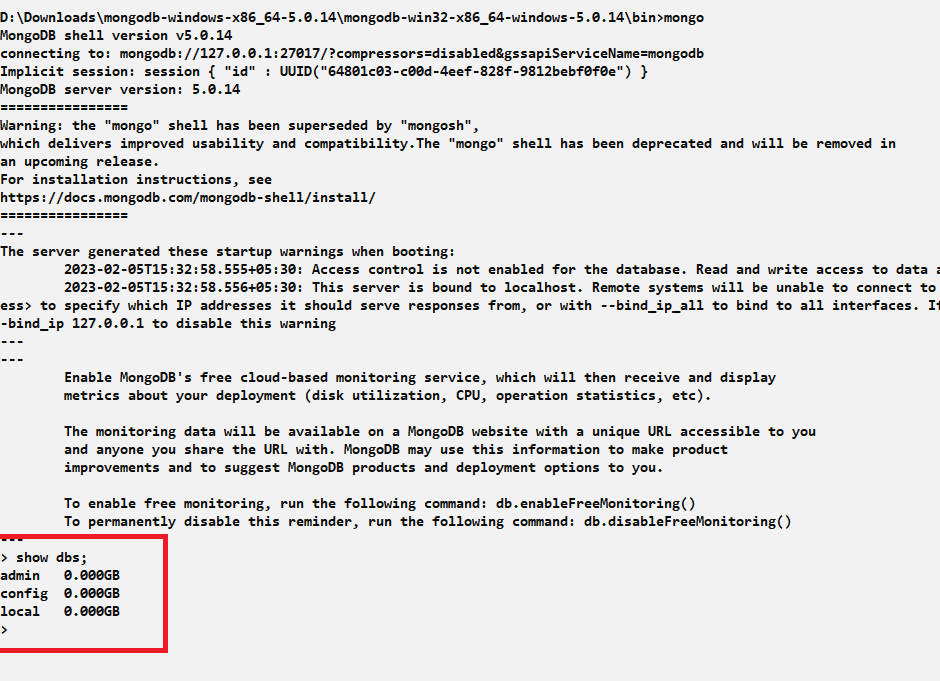 D:\Downloads\mongodb-windows-x86_64-5.0.14\mongodb-win32-x86_64-windows-5.0.14\bin>mongo
MongoDB shell version v5.0.14
connecting to: mongodb://127.0.0.1:27017/?compressors=disabled&gssapiServiceName=mongodb
Implicit session: session { "id" : UUID("64801c03-c00d-4eef-828f-9812bebf0f0e") }
MongoDB server version: 5.0.14
================
Warning: the "mongo" shell has been superseded by "mongosh",
which delivers improved usability and compatibility.The "mongo" shell has been deprecated and will be removed in
an upcoming release.
For installation instructions, see
https://docs.mongodb.com/mongodb-shell/install/
================
---
The server generated these startup warnings when booting:
        2023-02-05T15:32:58.555+05:30: Access control is not enabled for the database. Read and write access to data a
        2023-02-05T15:32:58.556+05:30: This server is bound to localhost. Remote systems will be unable to connect to
ess> to specify which IP addresses it should serve responses from, or with --bind_ip_all to bind to all interfaces. If
-bind_ip 127.0.0.1 to disable this warning
---
---
        Enable MongoDB's free cloud-based monitoring service, which will then receive and display
        metrics about your deployment (disk utilization, CPU, operation statistics, etc).

        The monitoring data will be available on a MongoDB website with a unique URL accessible to you
        and anyone you share the URL with. MongoDB may use this information to make product
        improvements and to suggest MongoDB products and deployment options to you.

        To enable free monitoring, run the following command: db.enableFreeMonitoring()
        To permanently disable this reminder, run the following command: db.disableFreeMonitoring()
---
> show dbs;
admin   0.000GB
config  0.000GB
local   0.000GB
>